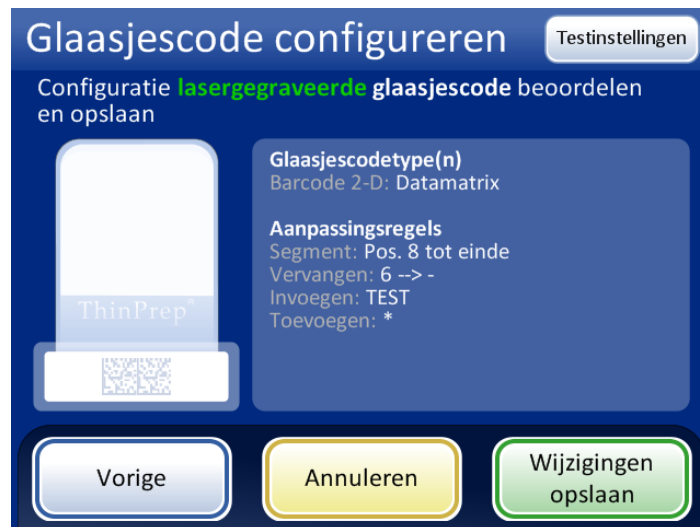 Glaasjescode configureren
Testinstellingen
Configuratie lasergegraveerde glaasjescode beoordelen
en opslaan
Glaasjescodetype(n)
Barcode 2-D: Datamatrix
Aanpassingsregels
Segment: Pos. 8 tot einde
Vervangen: 6 --> -
Invoegen: TEST
Toevoegen: *
ThinPrep®
Vorige
Annuleren
Wijzigingen
opslaan